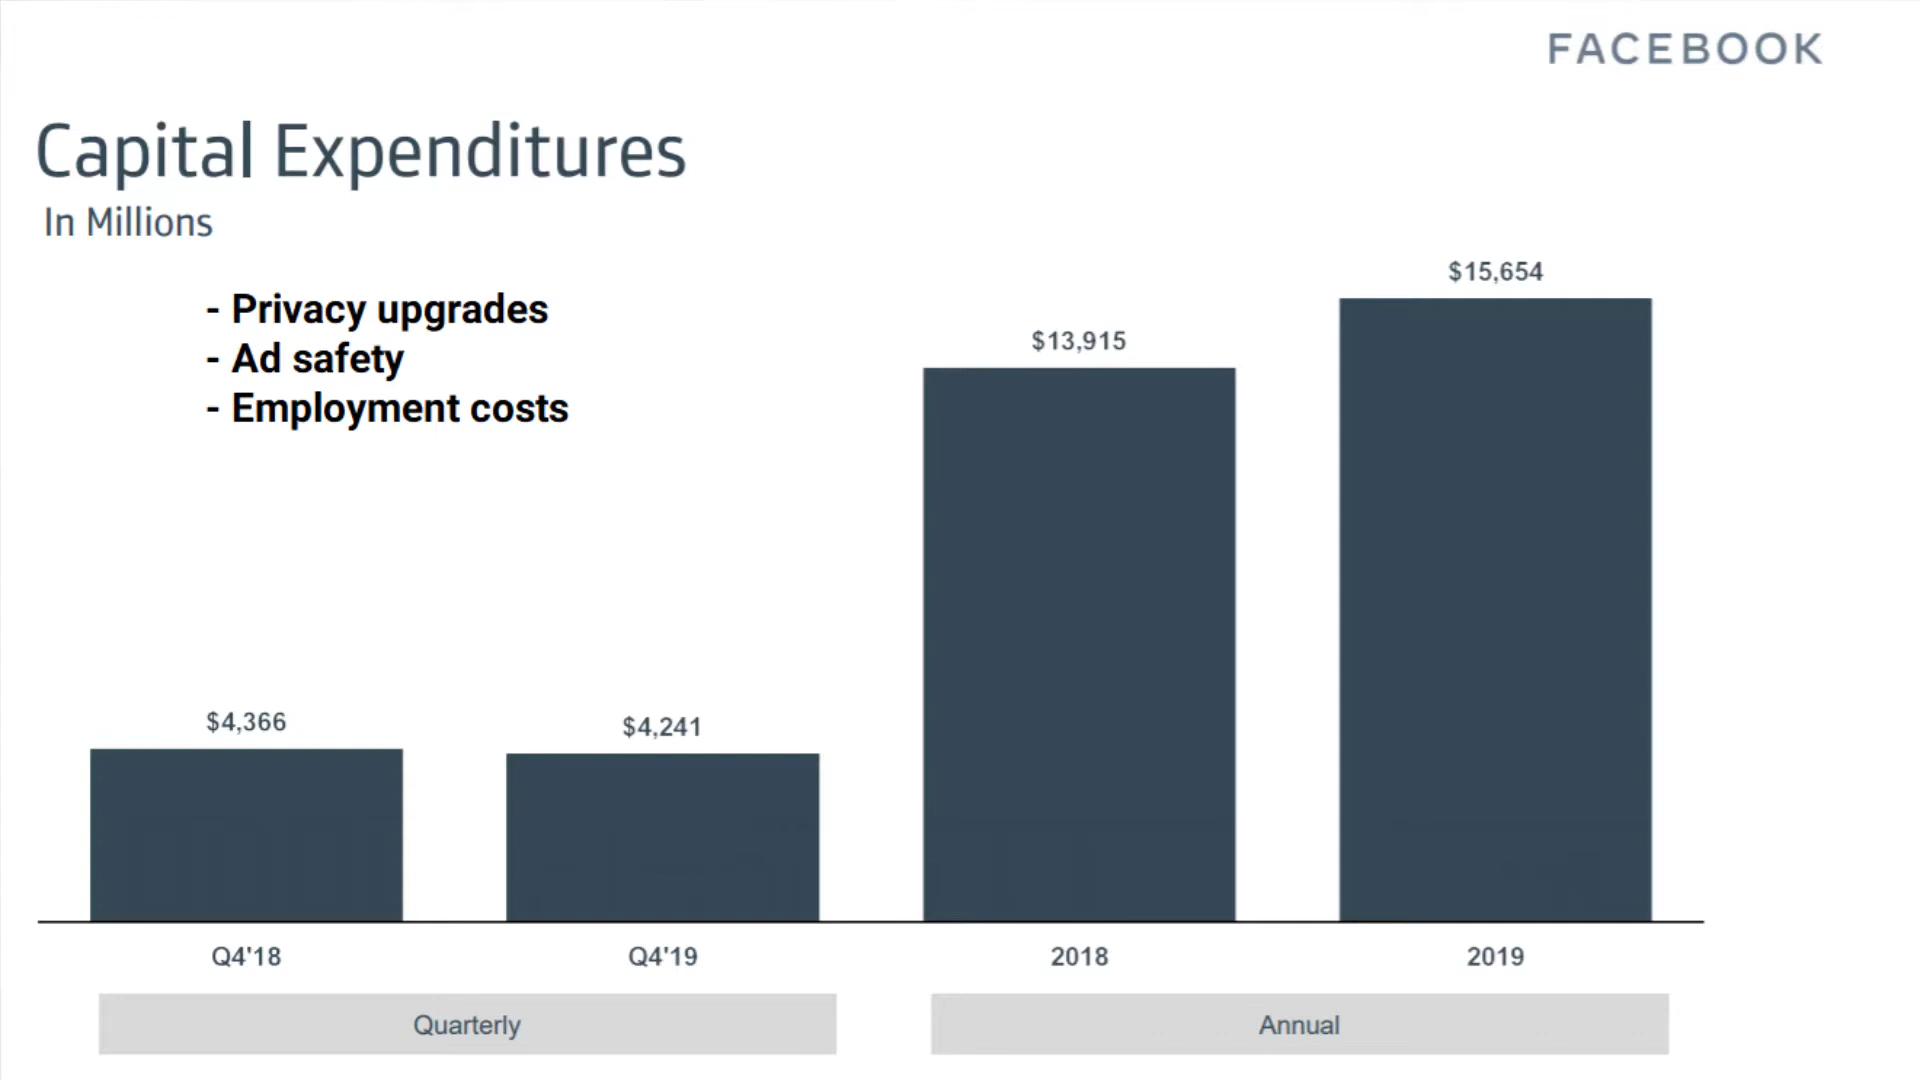 FACEBOOK
Capital Expenditures
In Millions
- Privacy upgrades
- Ad safety
- Employment costs
$4,366
$4,241
$13,915
$15,654
Q4'18
Q4'19
2018
2019
Quarterly
Annual